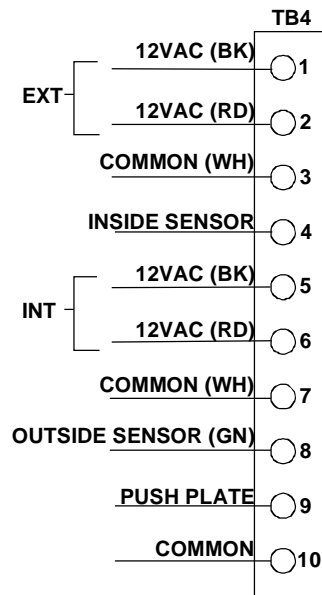 TB4
12VAC (BK)
1
EXT
12VAC (RD)
2
COMMON (WH)
3
INSIDE SENSOR
4
12VAC (BK)
5
INT
12VAC (RD)
6
COMMON (WH)
7
OUTSIDE SENSOR (GN)
8
PUSH PLATE
9
COMMON
10